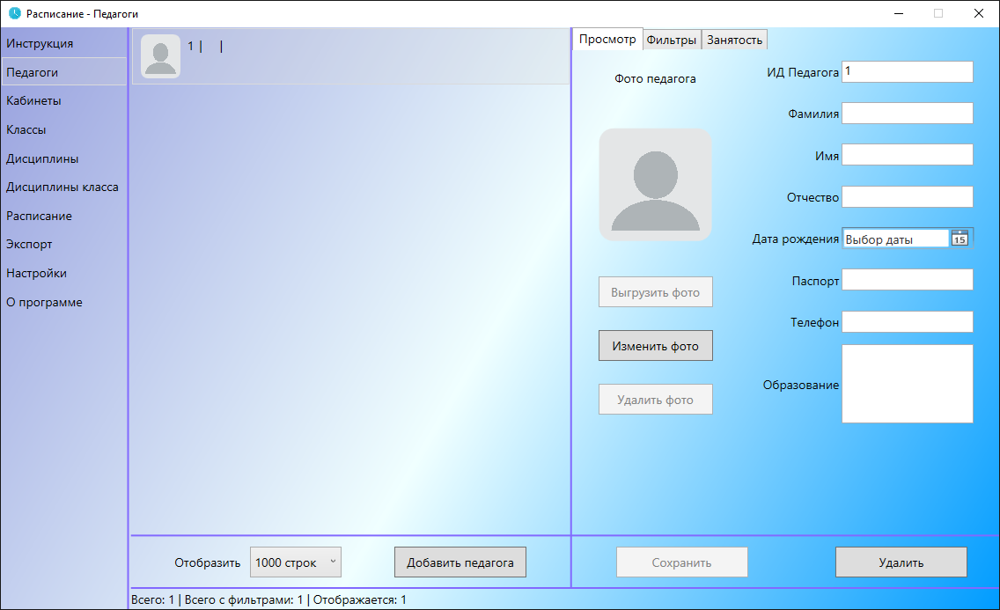 Расписание - Педагоги
Инструкция
Педагоги
Кабинеты
Классы
Дисциплины
Дисциплины класса
Расписание
Экспорт
Настройки
О программе
1 | |
Просмотр Фильтры Занятость
Фото педагога
Выгрузить фото
Изменить фото
Удалить фото
ИД Педагога 1
Фамилия
Имя
Отчество
Дата рождения Выбор даты 15
Паспорт
Телефон
Образование
Отобразить 1000 строк Добавить педагога
Сохранить Удалить
Всего: 1 | Всего с фильтрами: 1 | Отображается: 1